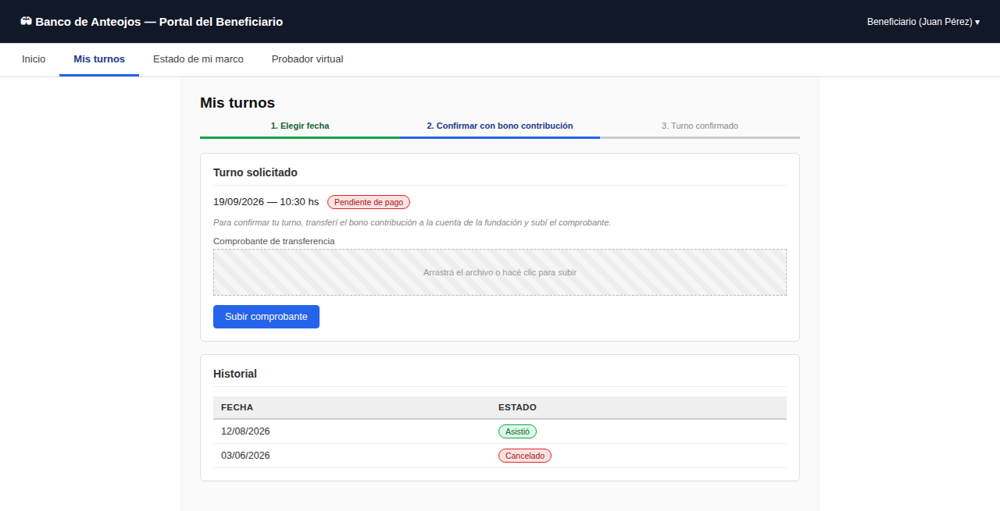 🕶 Banco de Anteojos — Portal del Beneficiario
Beneficiario (Juan Pérez) ▾
Inicio
Mis turnos
Estado de mi marco
Probador virtual
Mis turnos
1. Elegir fecha
2. Confirmar con bono contribución
3. Turno confirmado
Turno solicitado
19/09/2026 — 10:30 hs Pendiente de pago
Para confirmar tu turno, transferí el bono contribución a la cuenta de la fundación y subí el comprobante.
Comprobante de transferencia
Arrastrá el archivo o hacé clic para subir
Subir comprobante
Historial
FECHA ESTADO
12/08/2026 Asistió
03/06/2026 Cancelado